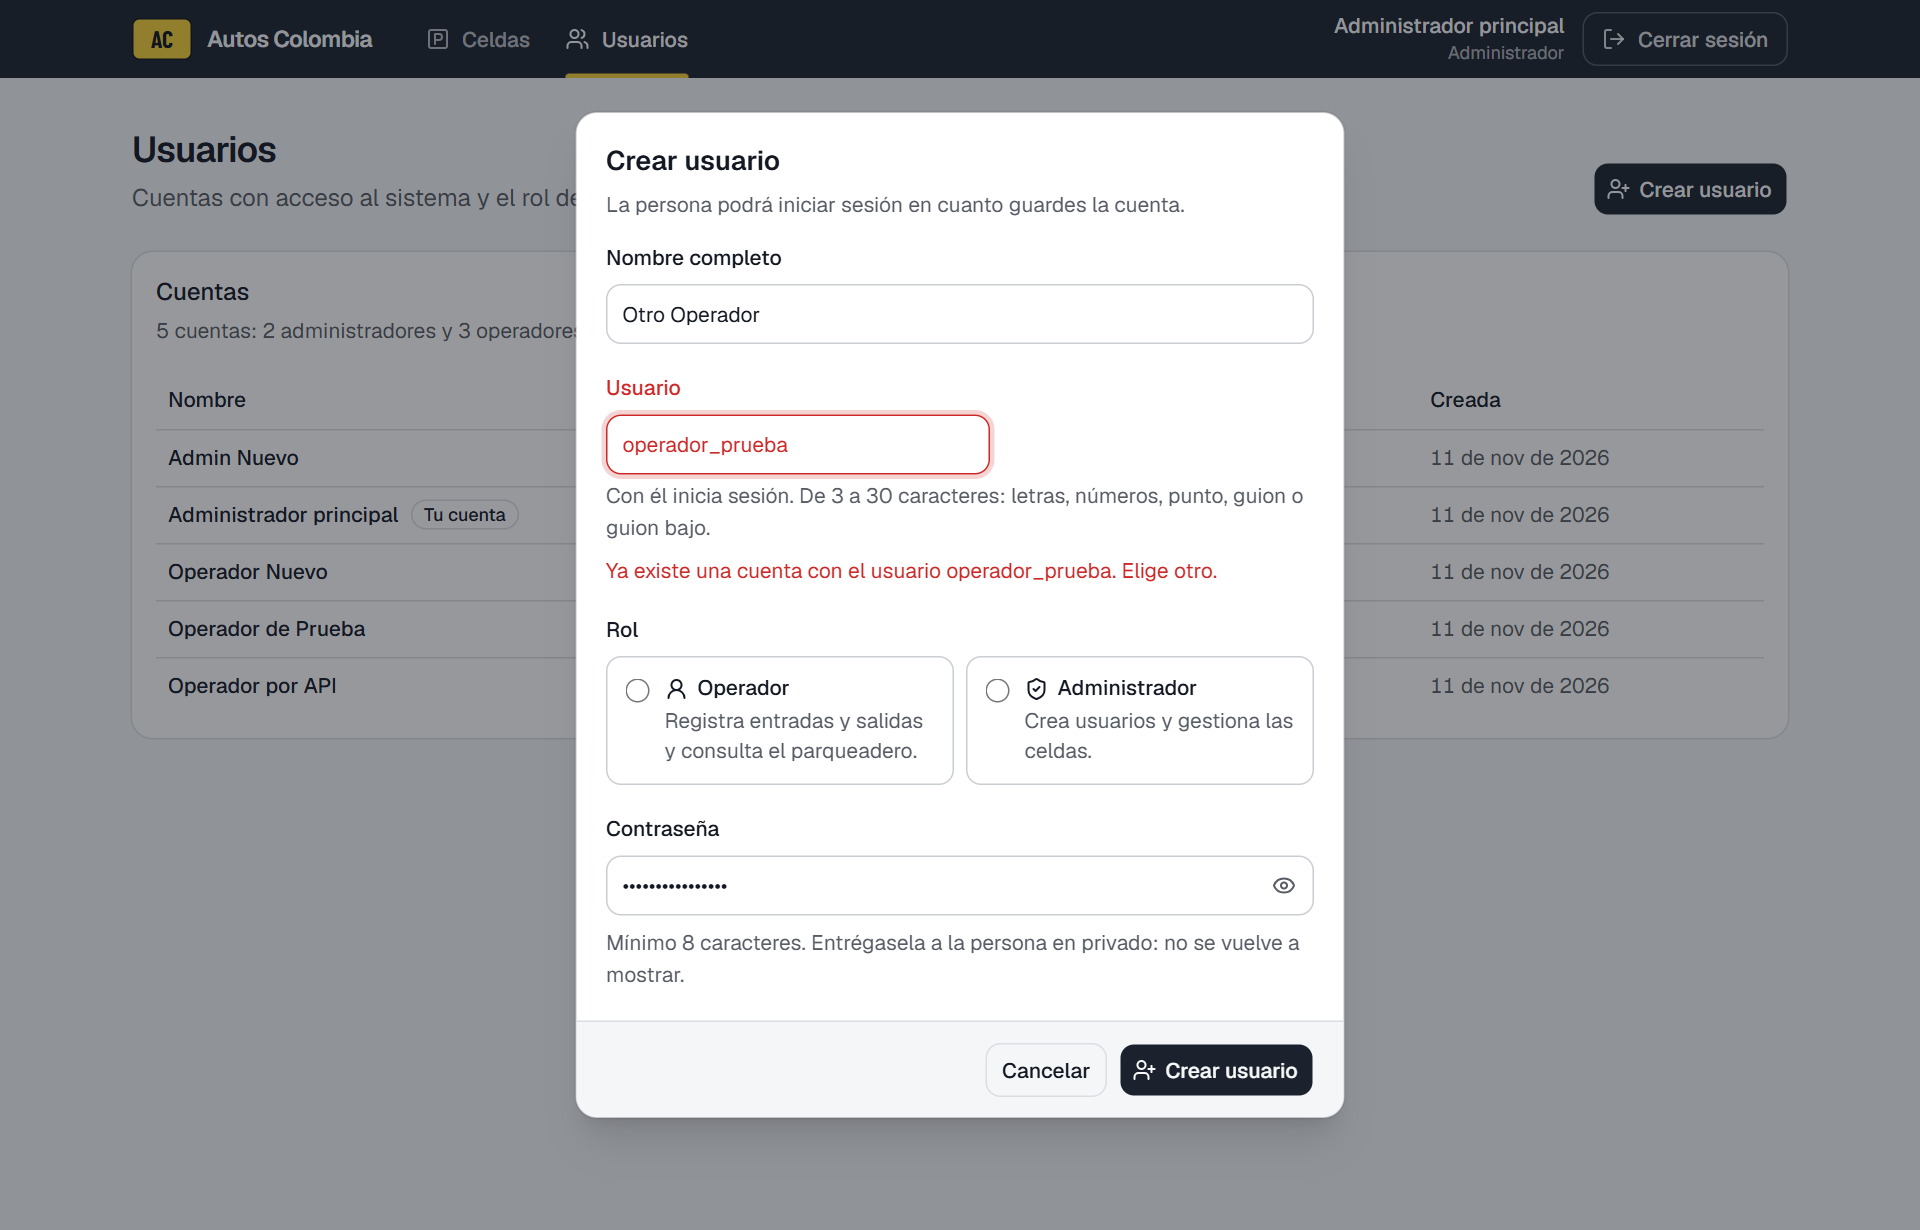 AC Autos Colombia Celdas Usuarios
Administrador principal
Administrador
Cerrar sesión
Usuarios
Cuentas con acceso al sistema y el rol de
Crear usuario
Cuentas
5 cuentas: 2 administradores y 3 operadores
Nombre Creada
Admin Nuevo 11 de nov de 2026
Administrador principal Tu cuenta 11 de nov de 2026
Operador Nuevo 11 de nov de 2026
Operador de Prueba 11 de nov de 2026
Operador por API 11 de nov de 2026
Crear usuario
La persona podrá iniciar sesión en cuanto guardes la cuenta.
Nombre completo
Otro Operador
Usuario
operador_prueba
Con él inicia sesión. De 3 a 30 caracteres: letras, números, punto, guion o
guion bajo.
Ya existe una cuenta con el usuario operador_prueba. Elige otro.
Rol
Operador
Registra entradas y salidas
y consulta el parqueadero.
Administrador
Crea usuarios y gestiona las
celdas.
Contraseña
••••••••••••••••
Mínimo 8 caracteres. Entrégasela a la persona en privado: no se vuelve a
mostrar.
Cancelar
Crear usuario